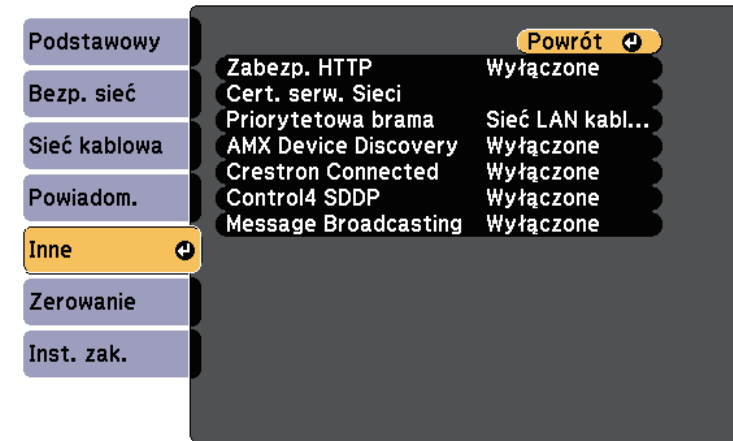 Podstawowy
Bezp. sieć
Sieć kablowa
Powiadom.
Inne
Zerowanie
Inst. zak.
Powrót
Zabezp. HTTP Wyłączone
Cert. serw. Sieci
Priorytetowa brama Sieć LAN kabl...
AMX Device Discovery Wyłączone
Crestron Connected Wyłączone
Control4 SDDP Wyłączone
Message Broadcasting Wyłączone